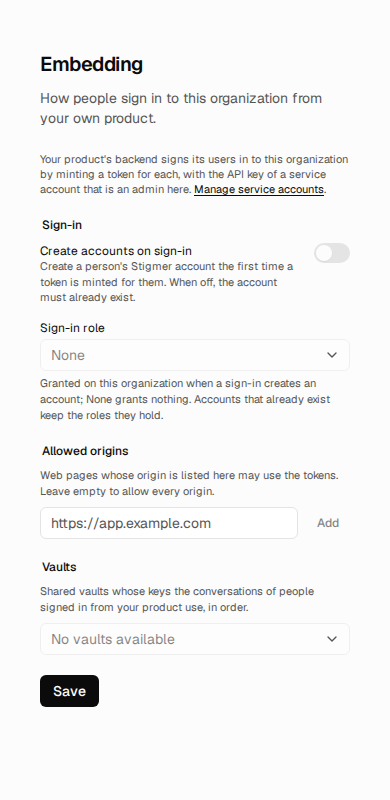 Embedding
How people sign in to this organization from
your own product.
Your product's backend signs its users in to this organization
by minting a token for each, with the API key of a service
account that is an admin here. Manage service accounts.
Sign-in
Create accounts on sign-in
Create a person's Stigmer account the first time a
token is minted for them. When off, the account
must already exist.
Sign-in role
None
Granted on this organization when a sign-in creates an
account; None grants nothing. Accounts that already exist
keep the roles they hold.
Allowed origins
Web pages whose origin is listed here may use the tokens.
Leave empty to allow every origin.
https://app.example.com
Add
Vaults
Shared vaults whose keys the conversations of people
signed in from your product use, in order.
No vaults available
Save